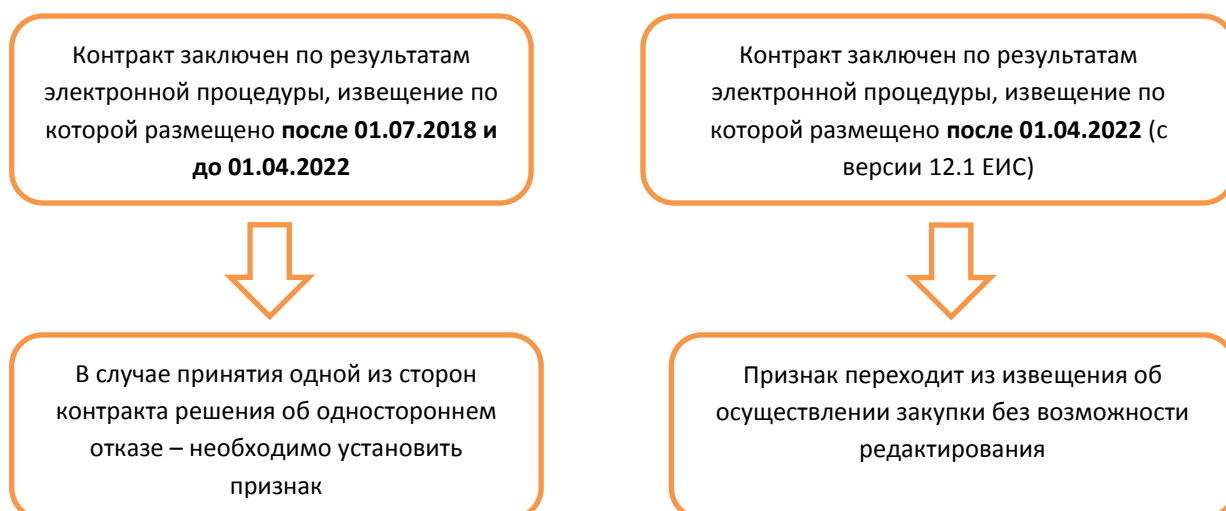 Контракт заключен по результатам
электронной процедуры, извещение по
которой размещено после 01.07.2018 и
до 01.04.2022
Контракт заключен по результатам
электронной процедуры, извещение по
которой размещено после 01.04.2022 (с
версии 12.1 ЕИС)
В случае принятия одной из сторон
контракта решения об одностороннем
отказе – необходимо установить
признак
Признак переходит из извещения об
осуществлении закупки без возможности
редактирования